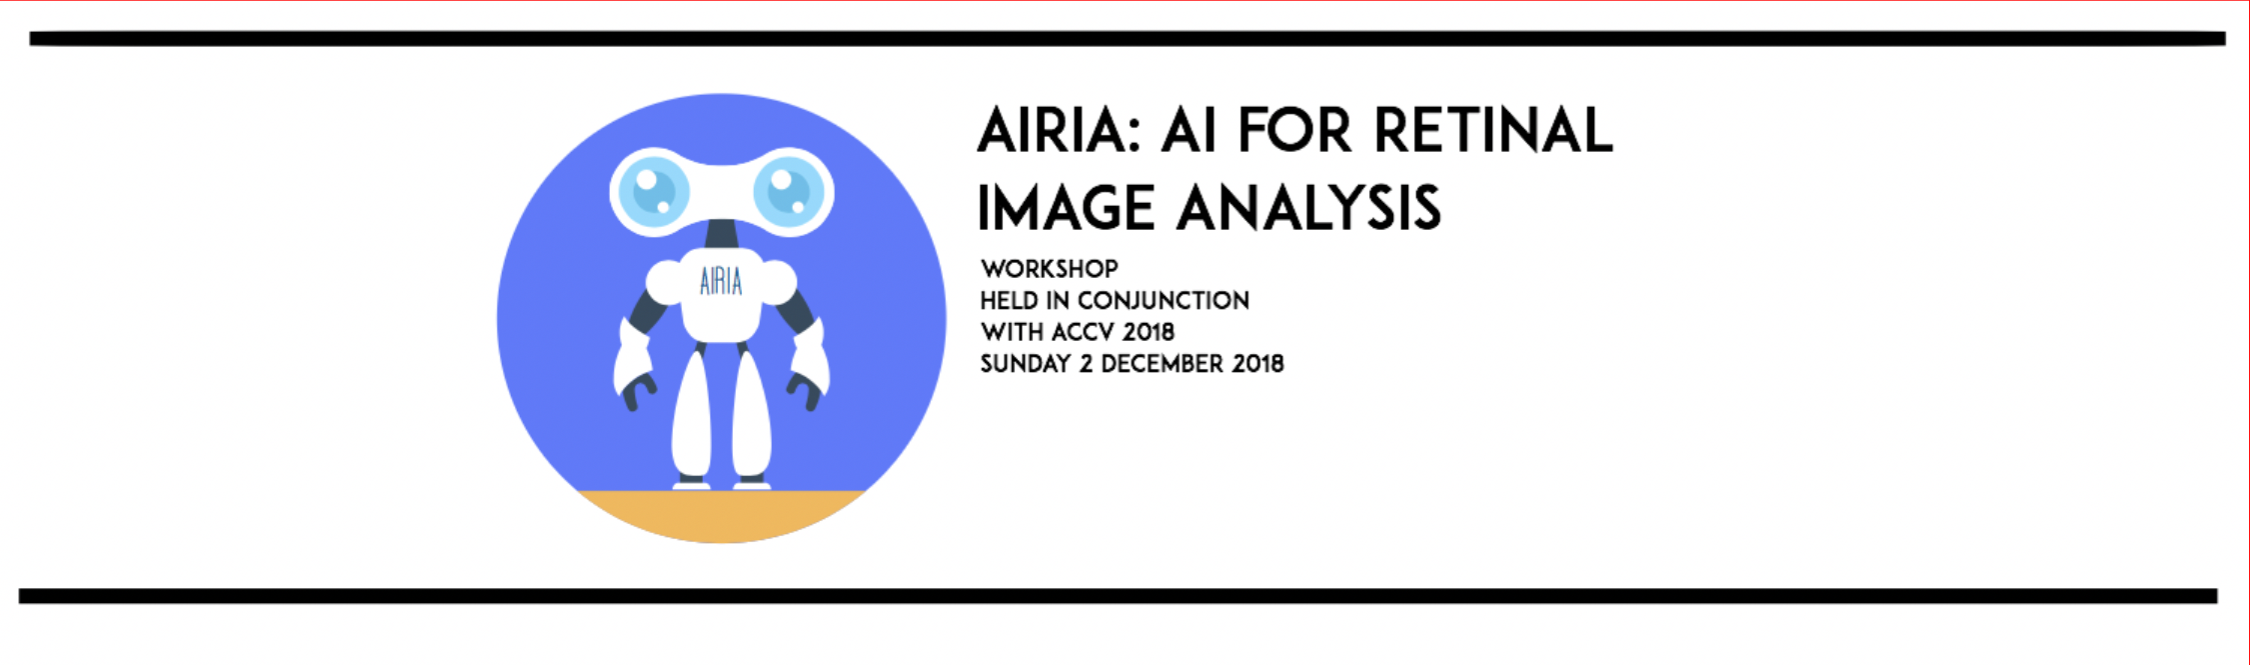 AIRIA: AI FOR RETINAL
IMAGE ANALYSIS
WORKSHOP
HELD IN CONJUNCTION
WITH ACCV 2018
SUNDAY 2 DECEMBER 2018
AIRIA